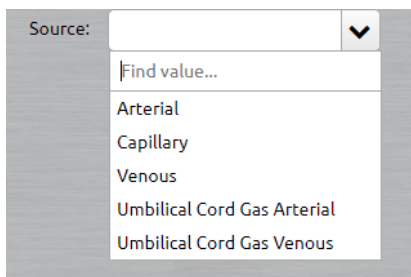 Source:
Find value...
Arterial
Capillary
Venous
Umbilical Cord Gas Arterial
Umbilical Cord Gas Venous